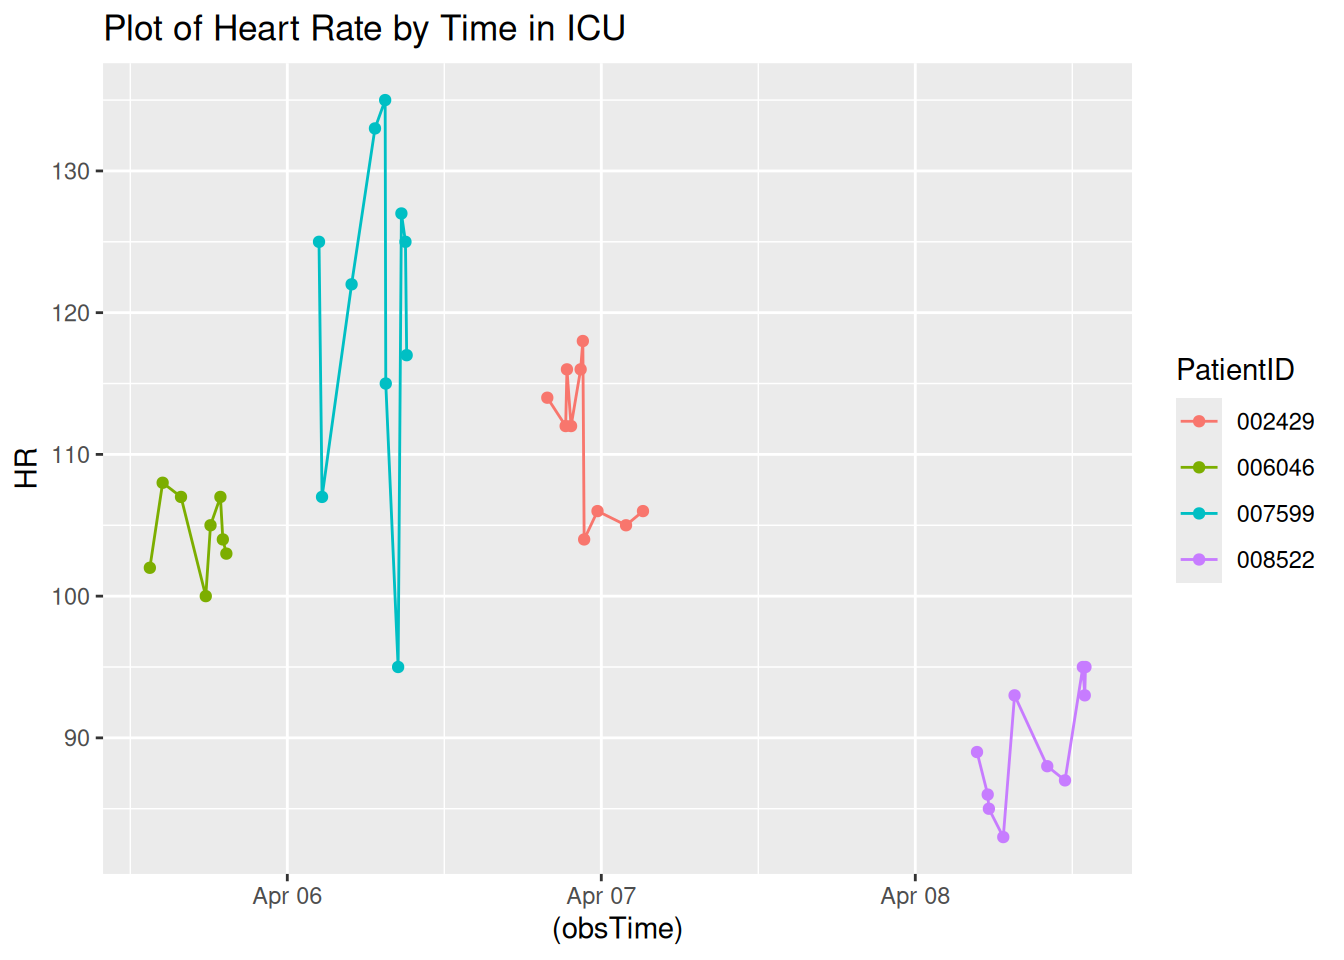 Plot of Heart Rate by Time in ICU
130
120
110
100
90
HR
Apr 06
Apr 07
Apr 08
(obsTime)
PatientID
002429
006046
007599
008522